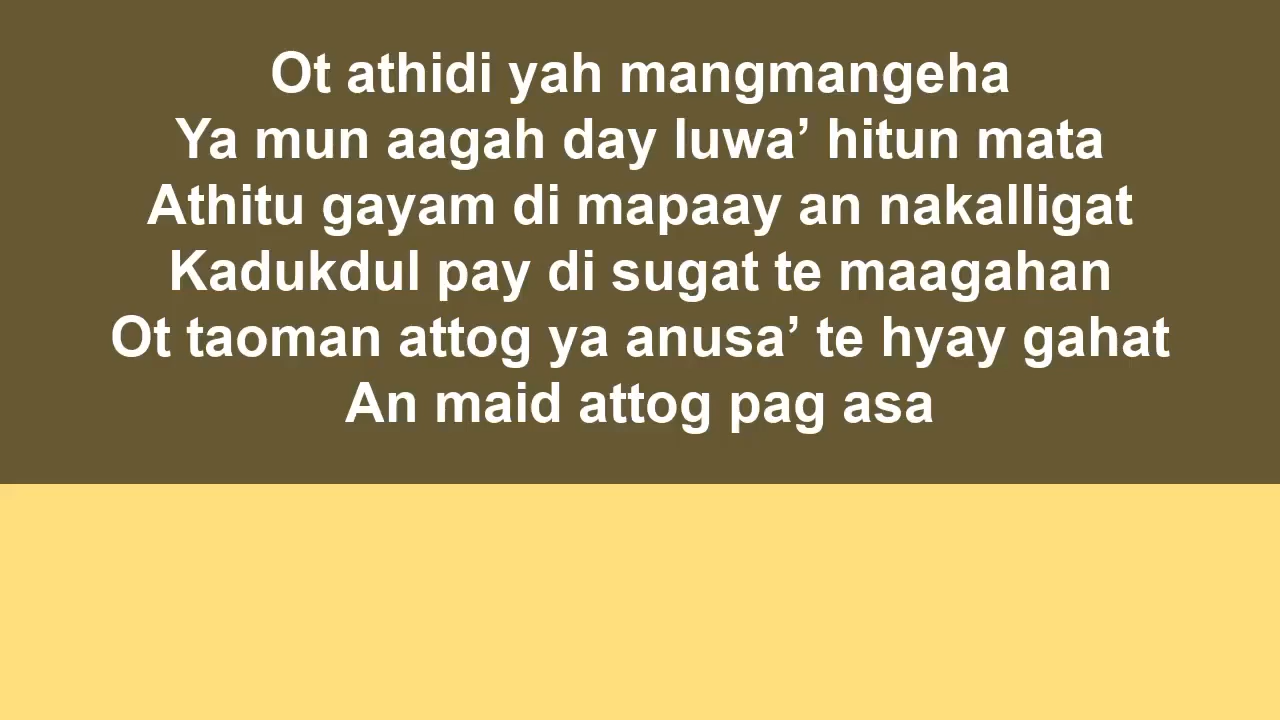 Ot athidi yah mangmangeha
Ya mun aagah day luwa’ hitun mata
Athitu gayam di mapaay an nakalligat
Kadukdul pay di sugat te maagahan
Ot taoman attog ya anusa’ te hyay gahat
An maid attog pag asa